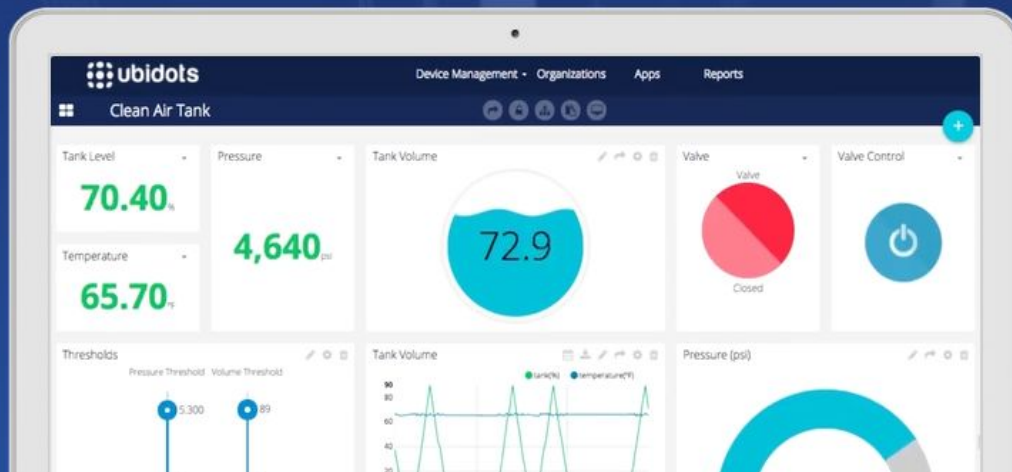 ubidots
Device Management Organizations Apps Reports
Clean Air Tank
+
Tank Level
70.40%
Pressure
4,640psi
Temperature
65.70°F
Tank Volume
72.9
Valve
Valve
Closed
Valve Control
Thresholds
Pressure Threshold Volume Threshold
5.300 89
Tank Volume
tank(%) temperature(°F)
90
80
60
40
20
Pressure (psi)